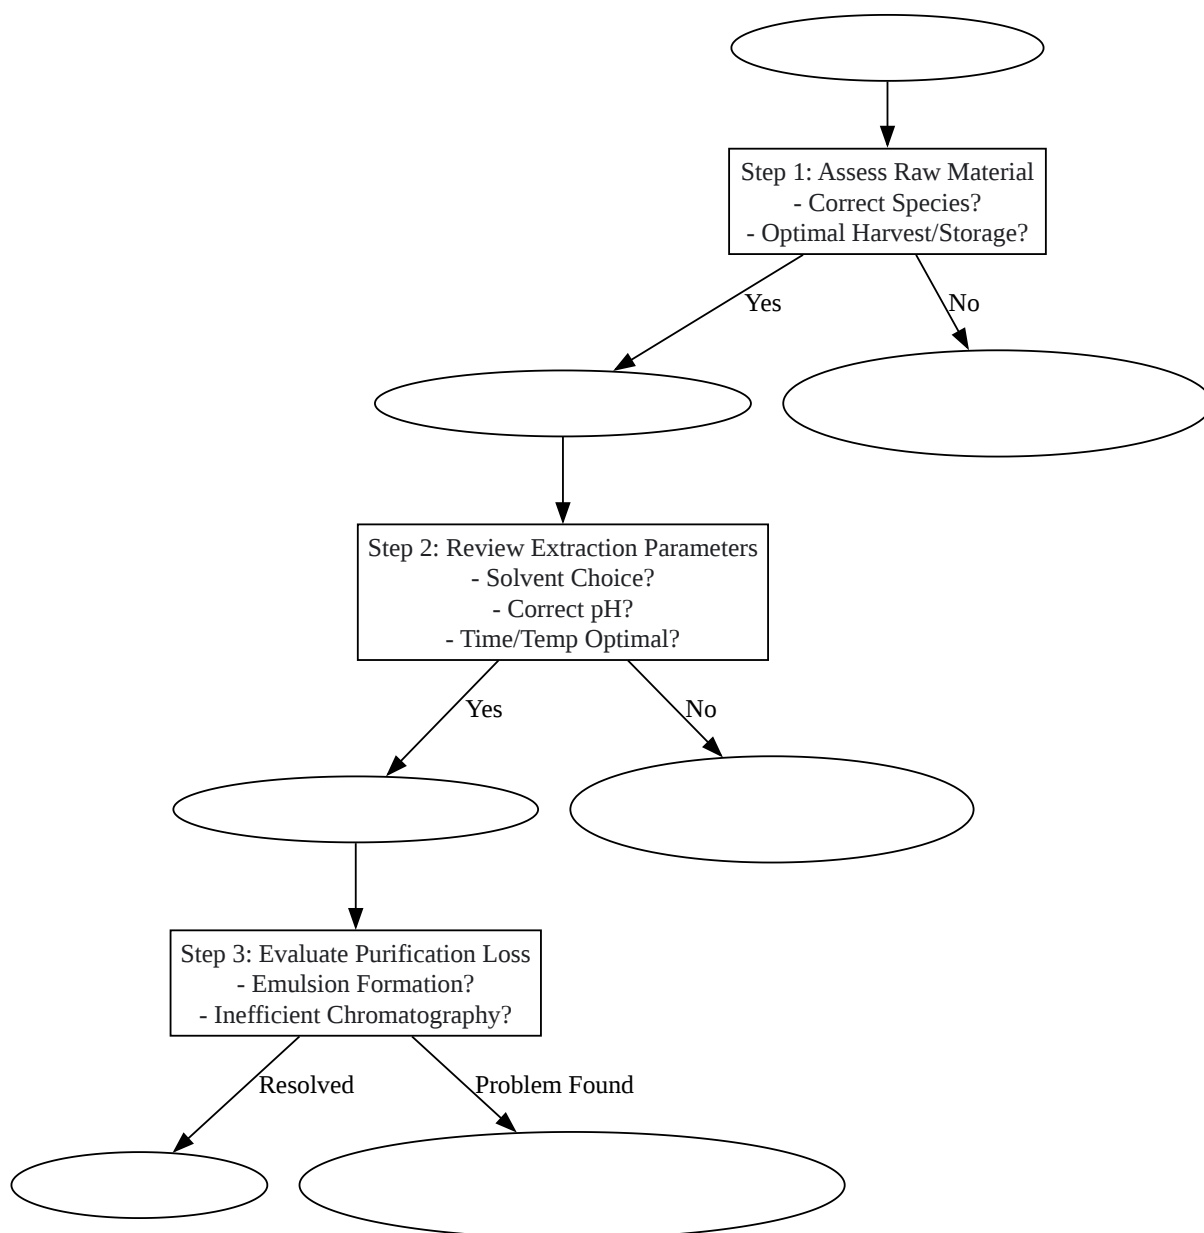 Step 1: Assess Raw Material
- Correct Species?
- Optimal Harvest/Storage?
Yes
No
Step 2: Review Extraction Parameters
- Solvent Choice?
- Correct pH?
- Time/Temp Optimal?
Yes
No
Step 3: Evaluate Purification Loss
- Emulsion Formation?
- Inefficient Chromatography?
Resolved
Problem Found